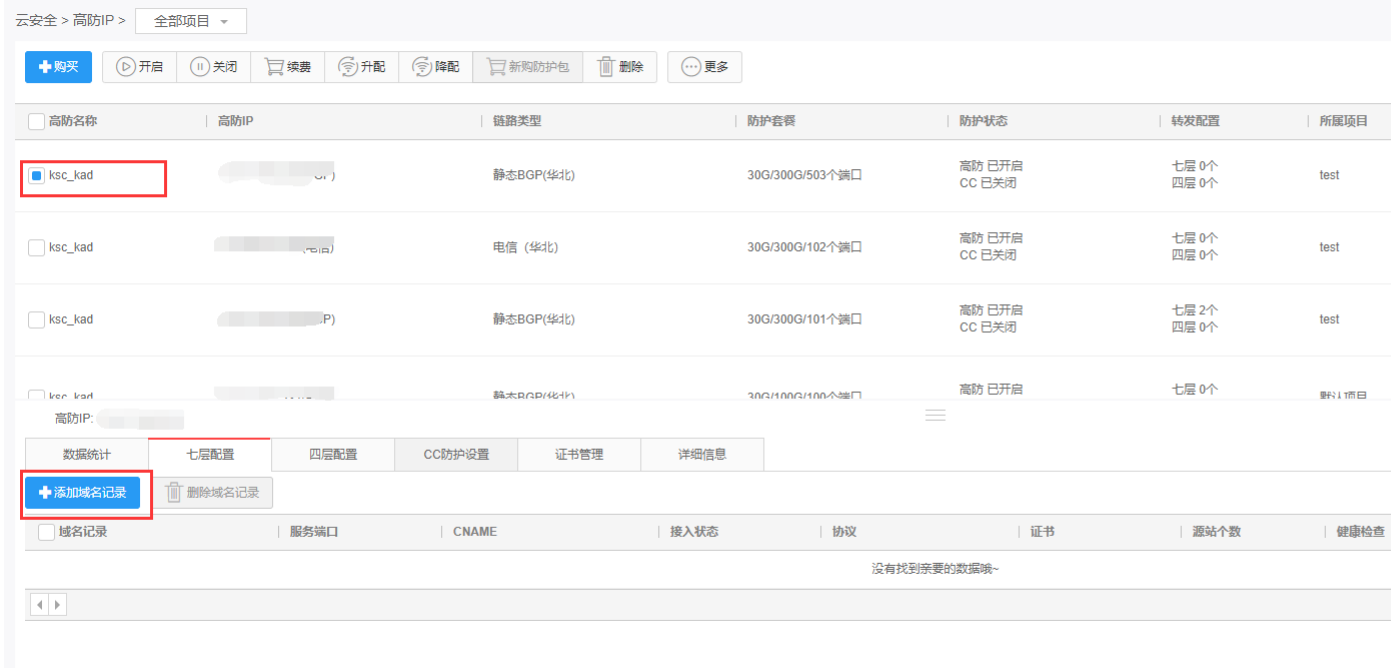 云安全 > 高防IP > 全部项目
购买 开启 关闭 续费 升配 降配 新购防护包 删除 更多
高防名称 高防IP 链路类型 防护套餐 防护状态 转发配置 所属项目
ksc_kad 静态BGP(华北) 30G/300G/503个端口 高防 已开启 七层 0个 test
CC 已关闭 四层 0个
ksc_kad 电信（华北) 30G/300G/102个端口 高防 已开启 七层 0个 test
CC 已关闭 四层 0个
ksc_kad 静态BGP(华北) 30G/300G/101个端口 高防 已开启 七层 2个 test
CC 已关闭 四层 0个
ksc_kad 静态BGP(华北) 30G/100G/100个端口 高防 已开启 七层 0个 默认项目
高防IP:
数据统计 七层配置 四层配置 CC防护设置 证书管理 详细信息
添加域名记录 删除域名记录
域名记录 服务端口 CNAME 接入状态 协议 证书 源站个数 健康检查
没有找到亲要的数据哦~